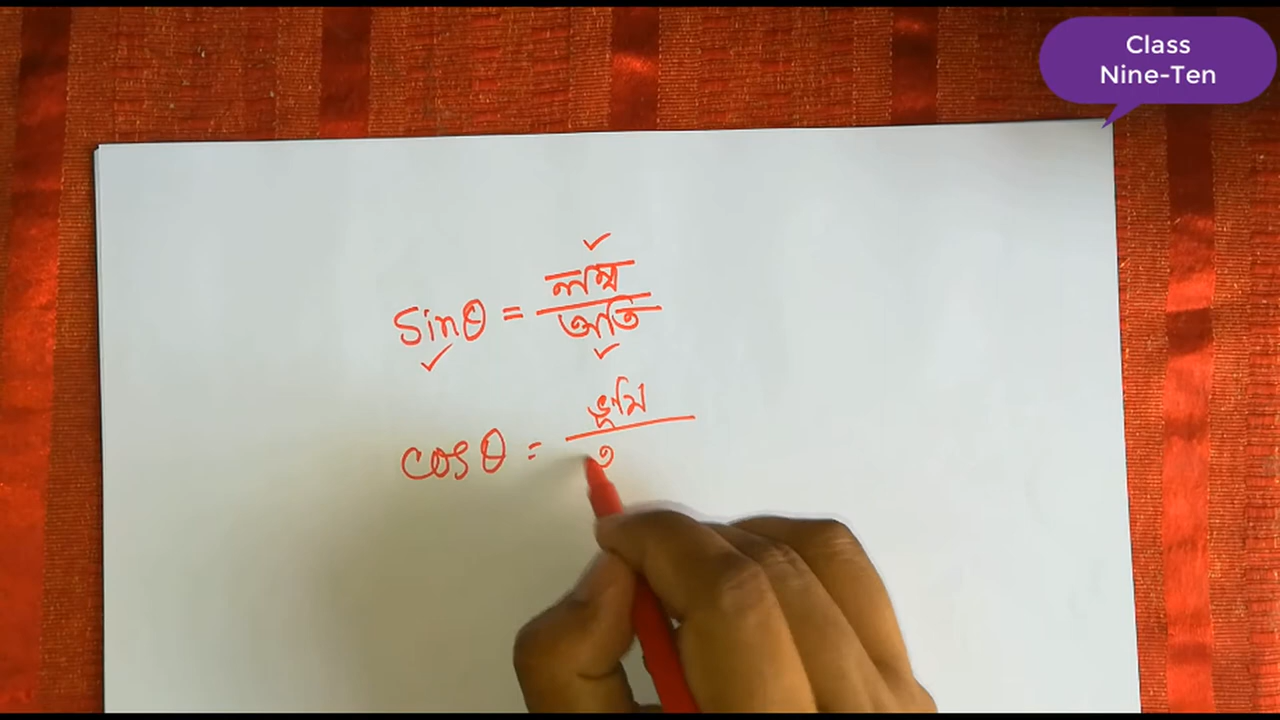 Class
Nine-Ten
sinθ = লম্ব
অতি
cosθ = ভূমি